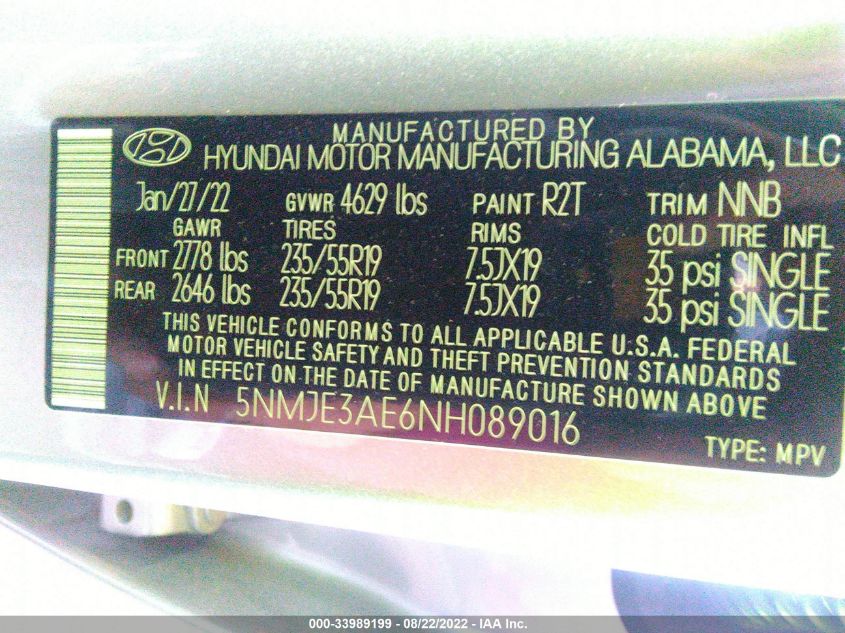 MANUFACTURED BY
HYUNDAI MOTOR MANUFACTURING ALABAMA, LLC
Jan/27/22 GVWR 4629 lbs PAINT R2T TRIM NNB
GAWR TIRES RIMS COLD TIRE INFL
FRONT 2778 lbs 235/55R19 7.5JX19 35 psi SINGLE
REAR 2646 lbs 235/55R19 7.5JX19 35 psi SINGLE
THIS VEHICLE CONFORMS TO ALL APPLICABLE U.S.A. FEDERAL
MOTOR VEHICLE SAFETY AND THEFT PREVENTION STANDARDS
IN EFFECT ON THE DATE OF MANUFACTURE SHOWN ABOVE
V.I.N 5NMJE3AE6NH089016
TYPE: MPV
000-33989199 - 08/22/2022 - IAA Inc.